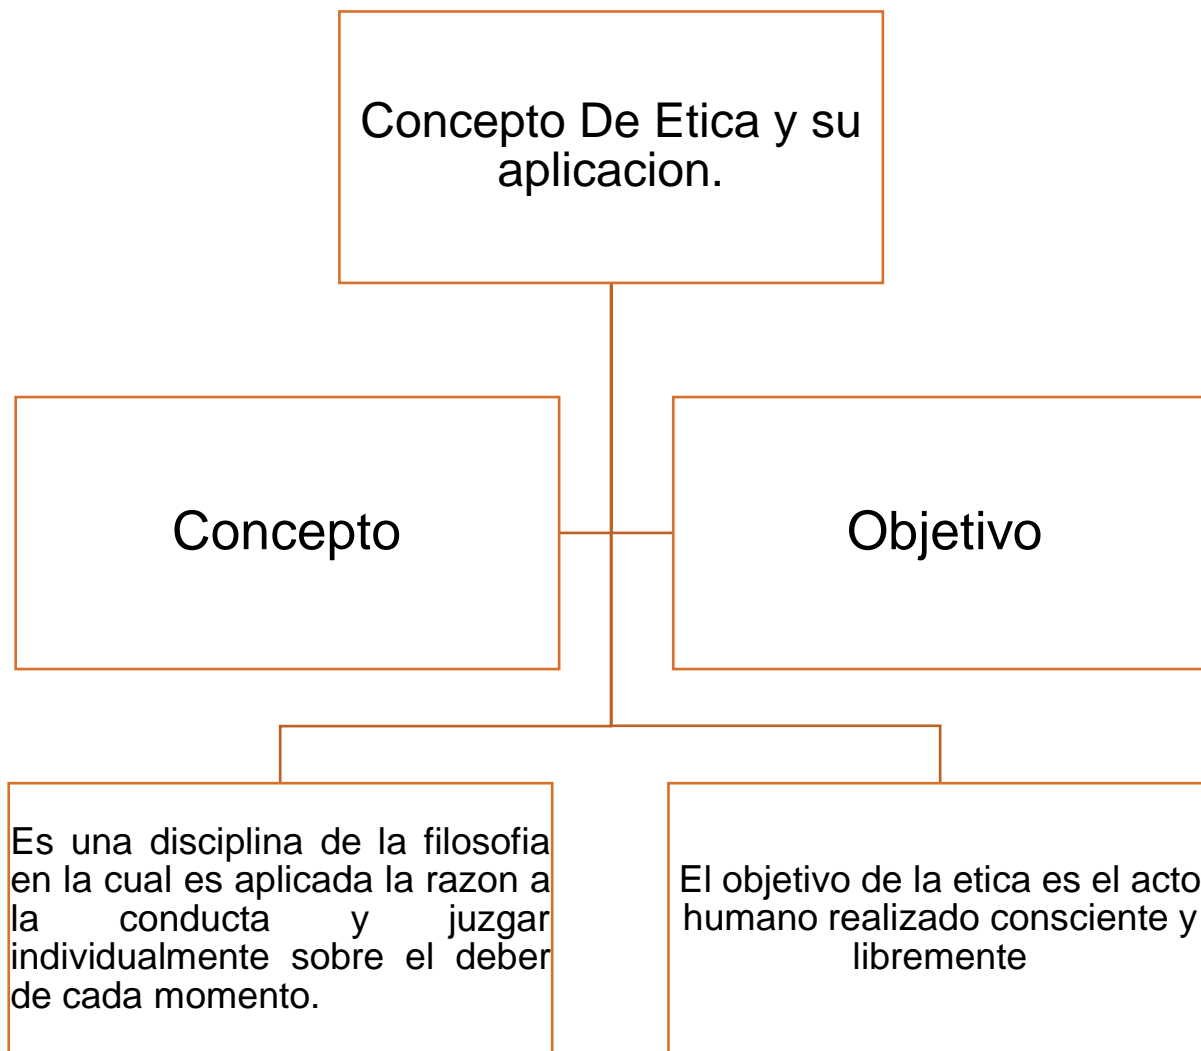 Concepto De Etica y su
aplicacion.
Concepto
Objetivo
Es una disciplina de la filosofia
en la cual es aplicada la razon a
la conducta y juzgar
individualmente sobre el deber
de cada momento.
El objetivo de la etica es el acto
humano realizado consciente y
libremente